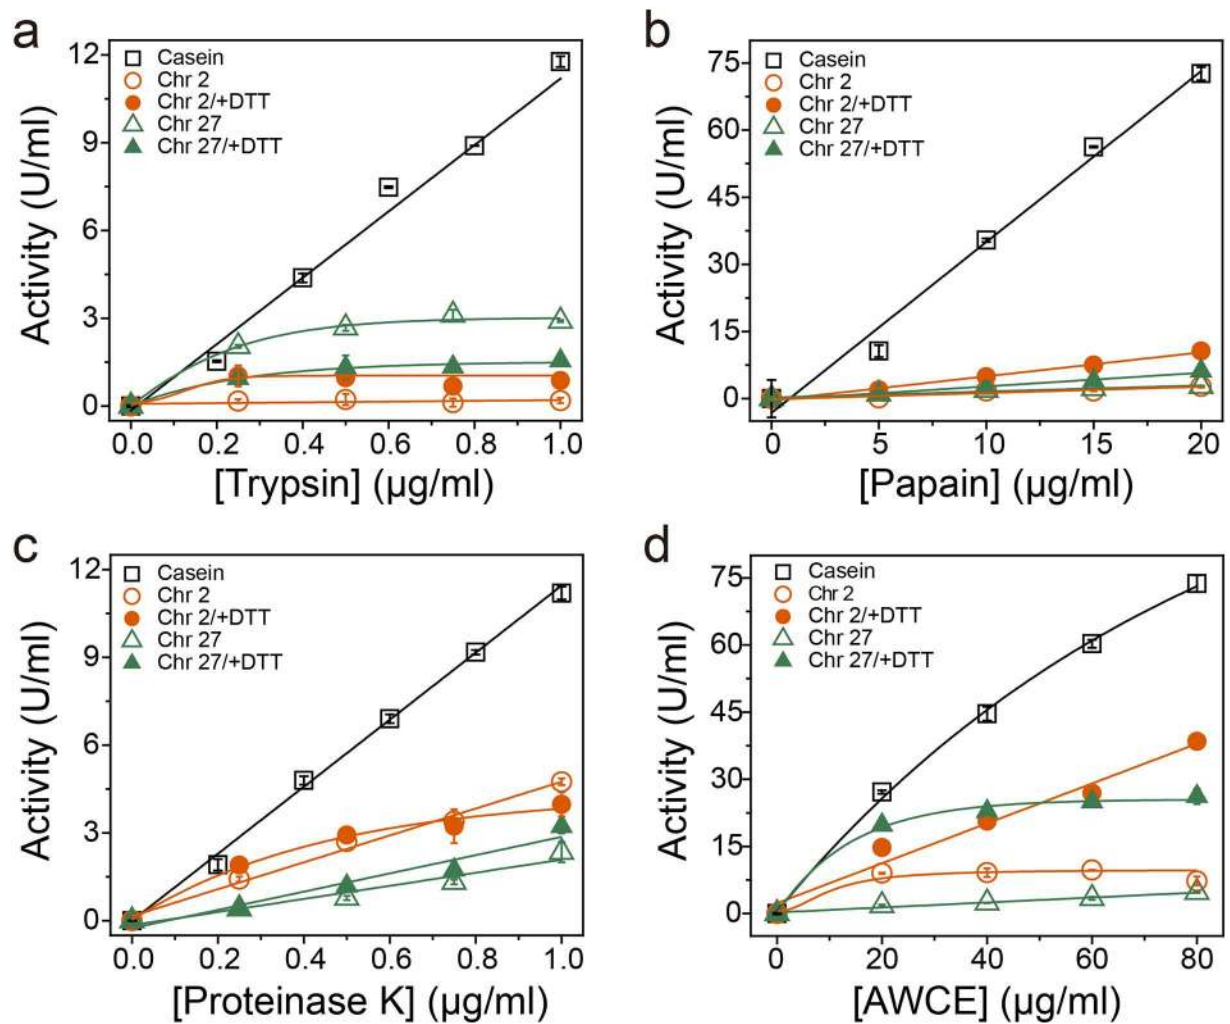 a
12
9
6
3
0
Activity (U/ml)
Casein
Chr 2
Chr 2/+DTT
Chr 27
Chr 27/+DTT
0.0 0.2 0.4 0.6 0.8 1.0
[Trypsin] (µg/ml)
b
75
60
45
30
15
0
Activity (U/ml)
Casein
Chr 2
Chr 2/+DTT
Chr 27
Chr 27/+DTT
0 5 10 15 20
[Papain] (µg/ml)
c
12
9
6
3
0
Activity (U/ml)
Casein
Chr 2
Chr 2/+DTT
Chr 27
Chr 27/+DTT
0.0 0.2 0.4 0.6 0.8 1.0
[Proteinase K] (µg/ml)
d
75
60
45
30
15
0
Activity (U/ml)
Casein
Chr 2
Chr 2/+DTT
Chr 27
Chr 27/+DTT
0 20 40 60 80
[AWCE] (µg/ml)